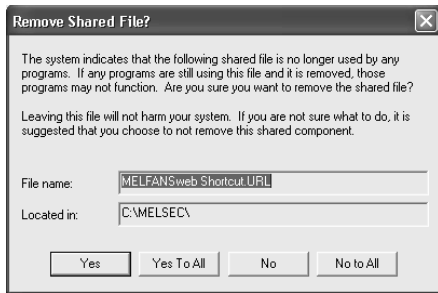 Remove Shared File?
The system indicates that the following shared file is no longer used by any
programs. If any programs are still using this file and it is removed, those
programs may not function. Are you sure you want to remove the shared file?
Leaving this file will not harm your system. If you are not sure what to do, it is
suggested that you choose to not remove this shared component.
File name: MELFANSweb Shortcut.URL
Located in: C:\MELSEC\
Yes Yes To All No No to All